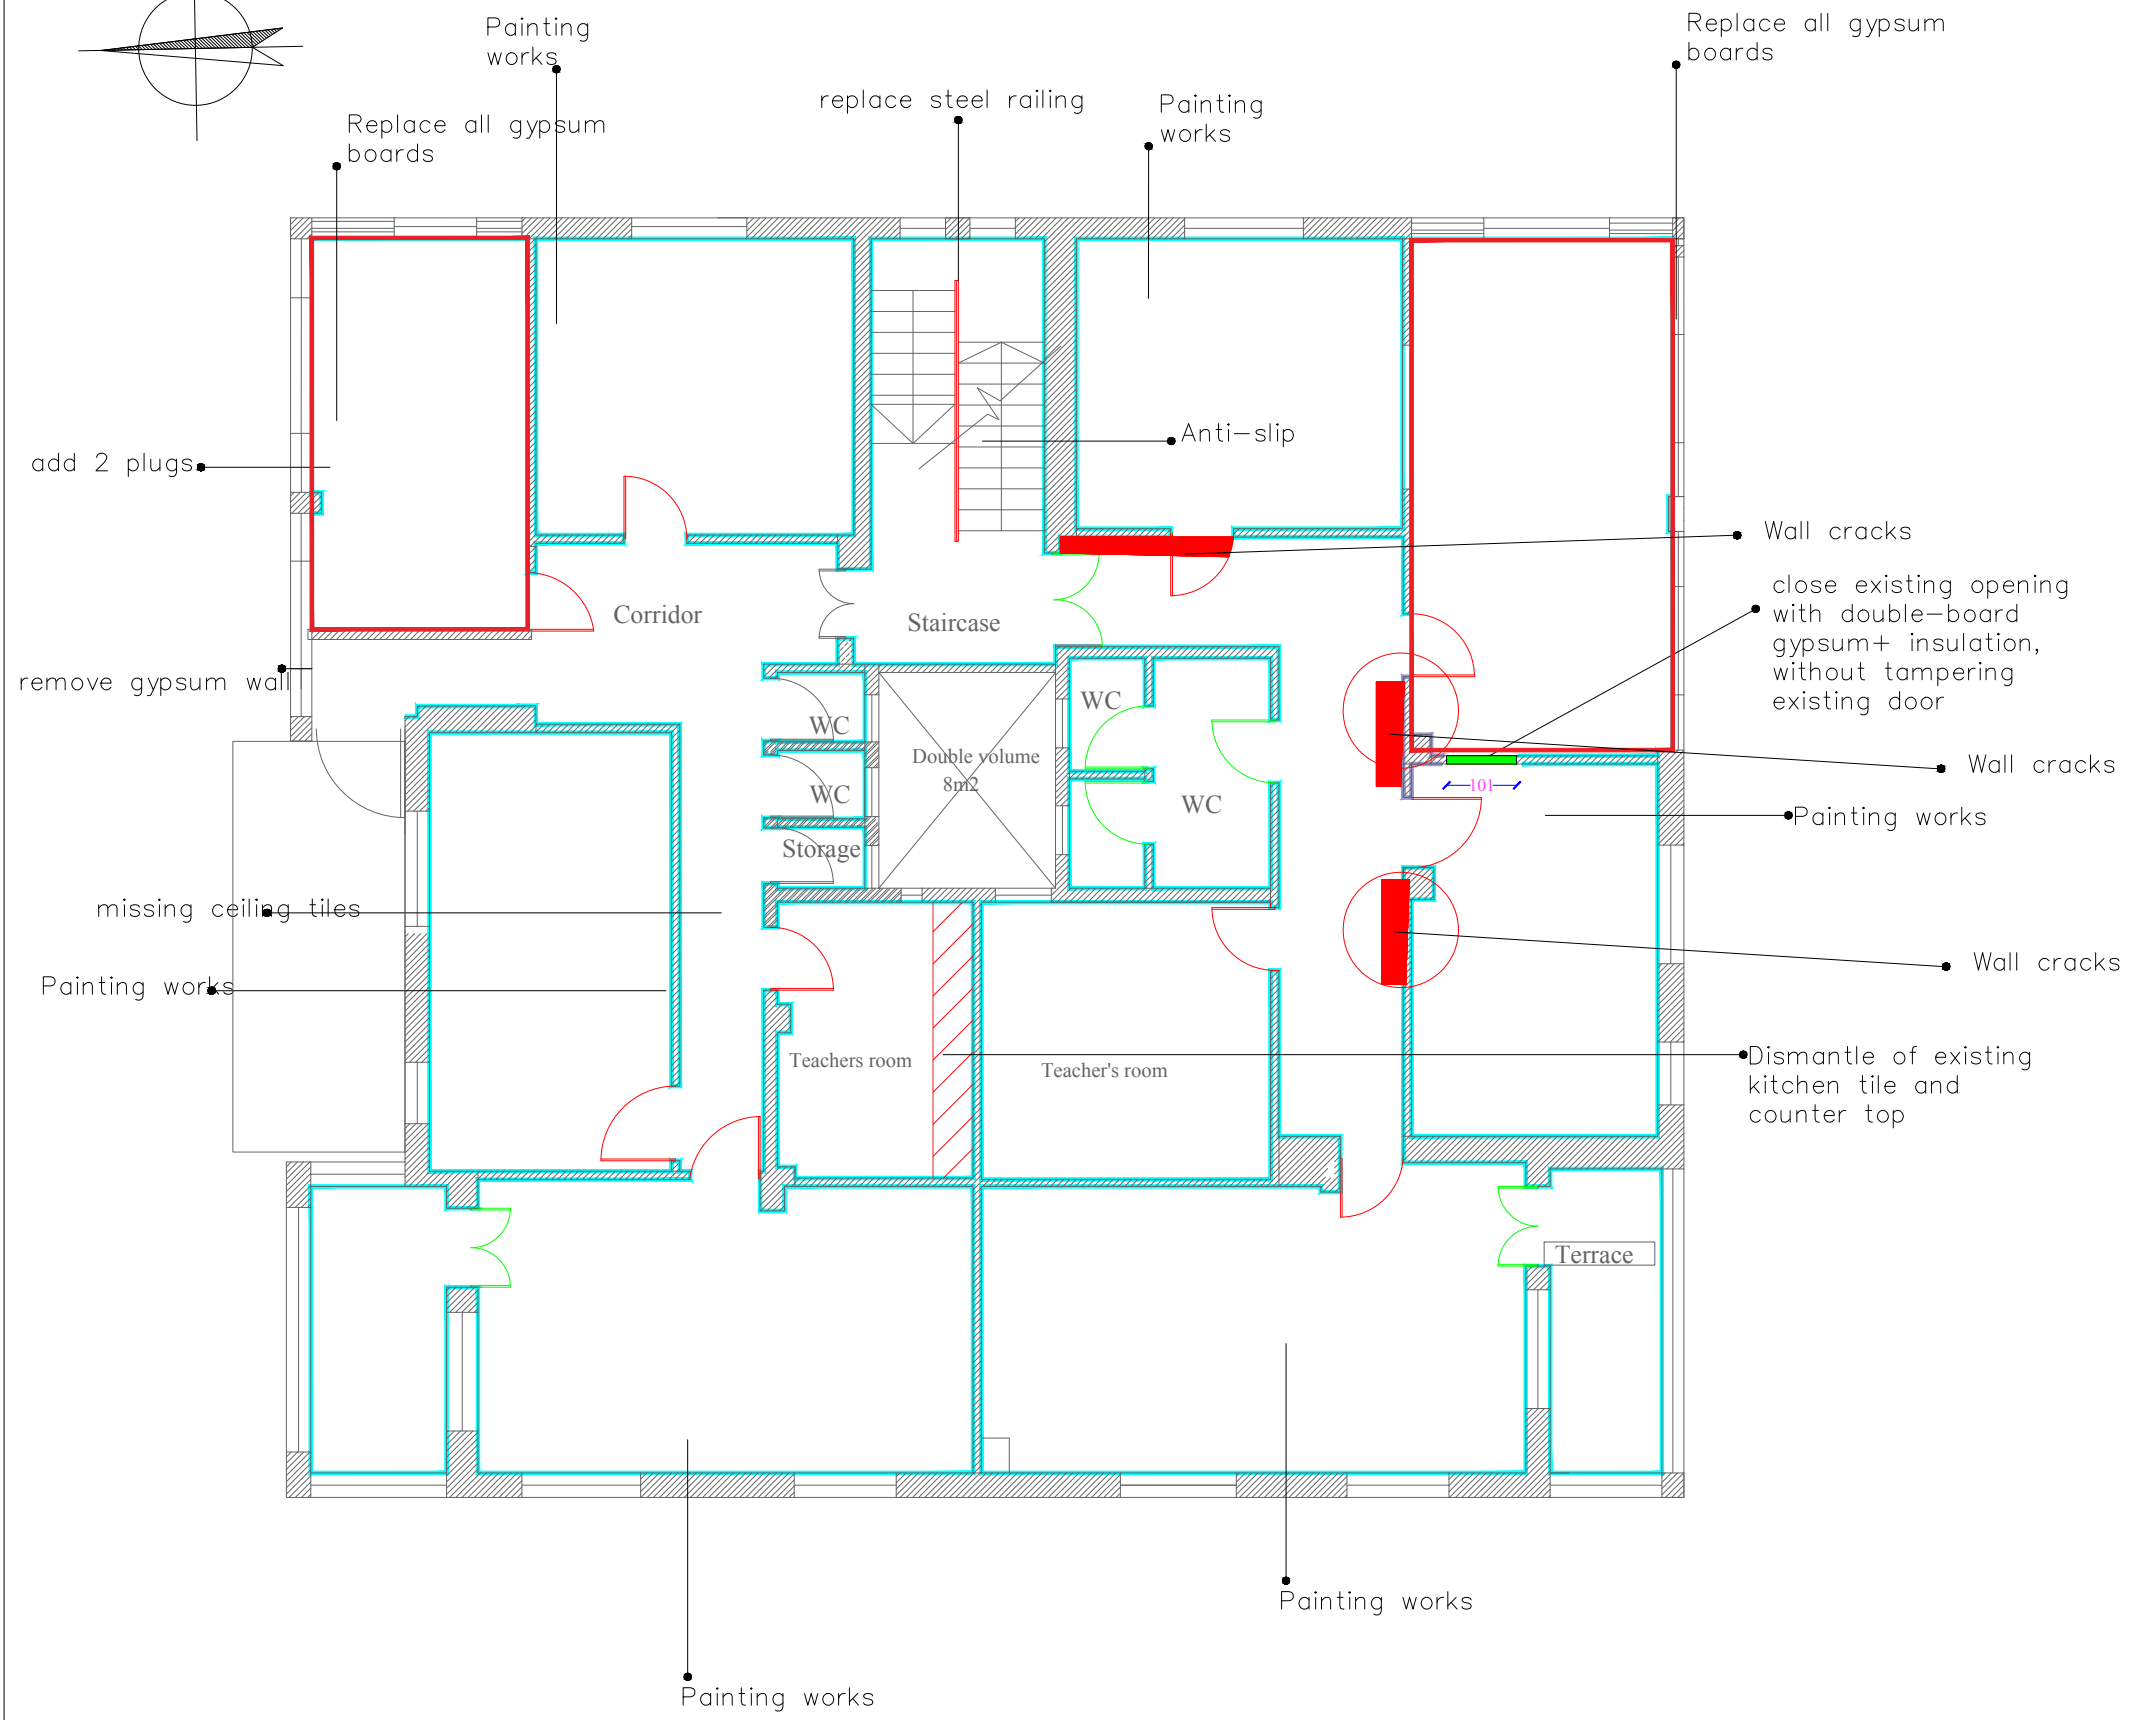 Painting
works
Replace all gypsum
boards
replace steel railing
Painting
works
Replace all gypsum
boards
add 2 plugs
Anti-slip
Wall cracks
close existing opening
with double-board
gypsum+ insulation,
without tampering
existing door
Corridor
Staircase
remove gypsum wall
WC
WC
Double volume
8m2
WC
WC
Storage
101
Wall cracks
Painting works
missing ceiling tiles
Painting works
Wall cracks
Teachers room
Teacher's room
Dismantle of existing
kitchen tile and
counter top
Terrace
Painting works
Painting works